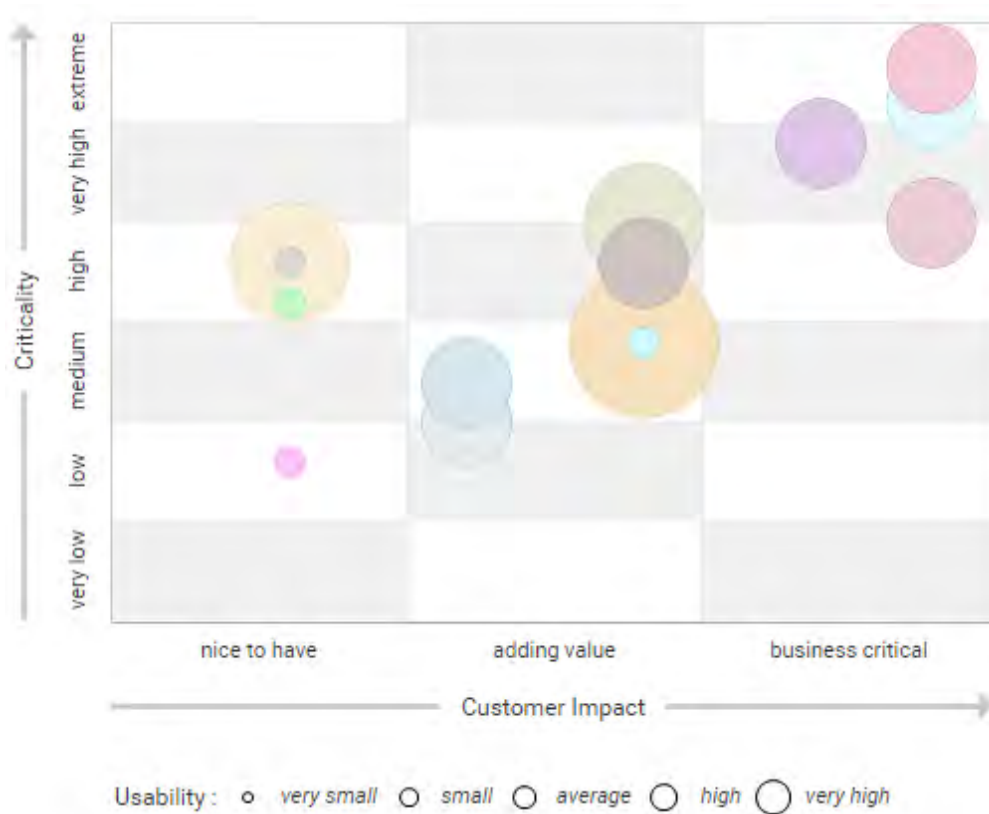 extreme
very high
high
medium
low
very low
Criticality
nice to have adding value business critical
Customer Impact
Usability : very small small average high very high